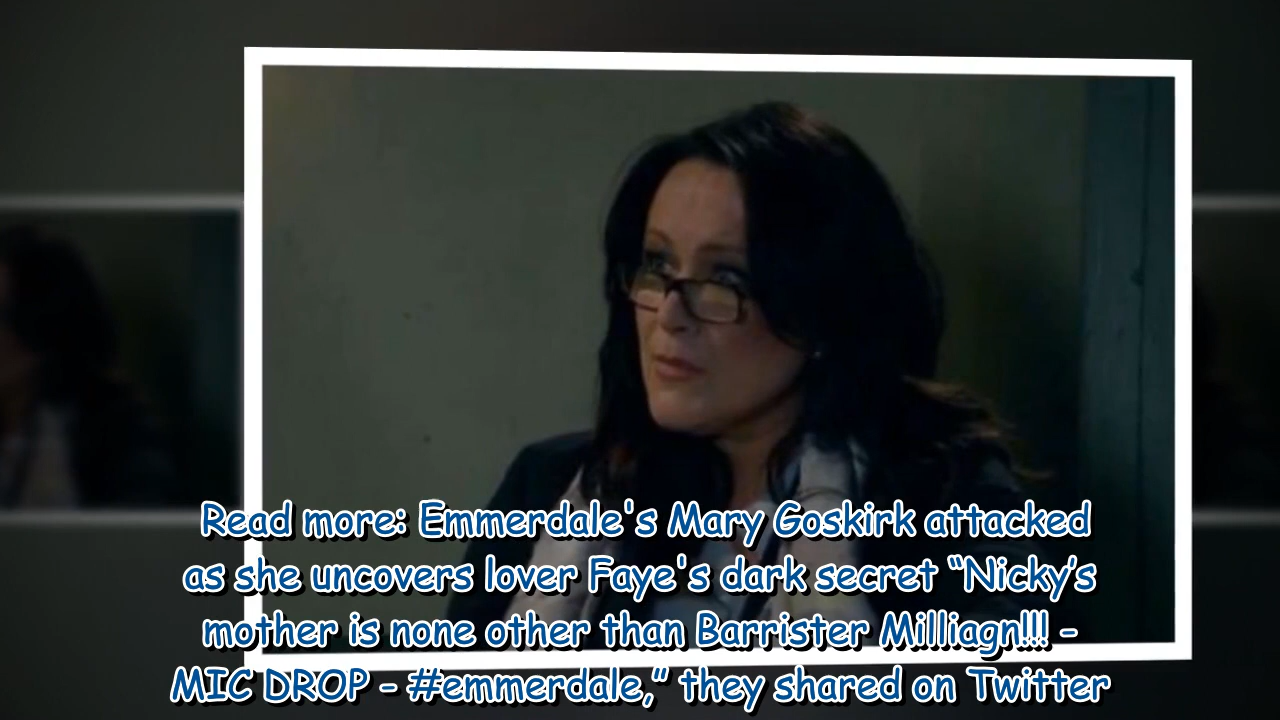 Read more: Emmerdale's Mary Goskirk attacked
as she uncovers lover Faye's dark secret “Nicky’s
mother is none other than Barrister Milliagn!!! –
MIC DROP – #emmerdale,” they shared on Twitter